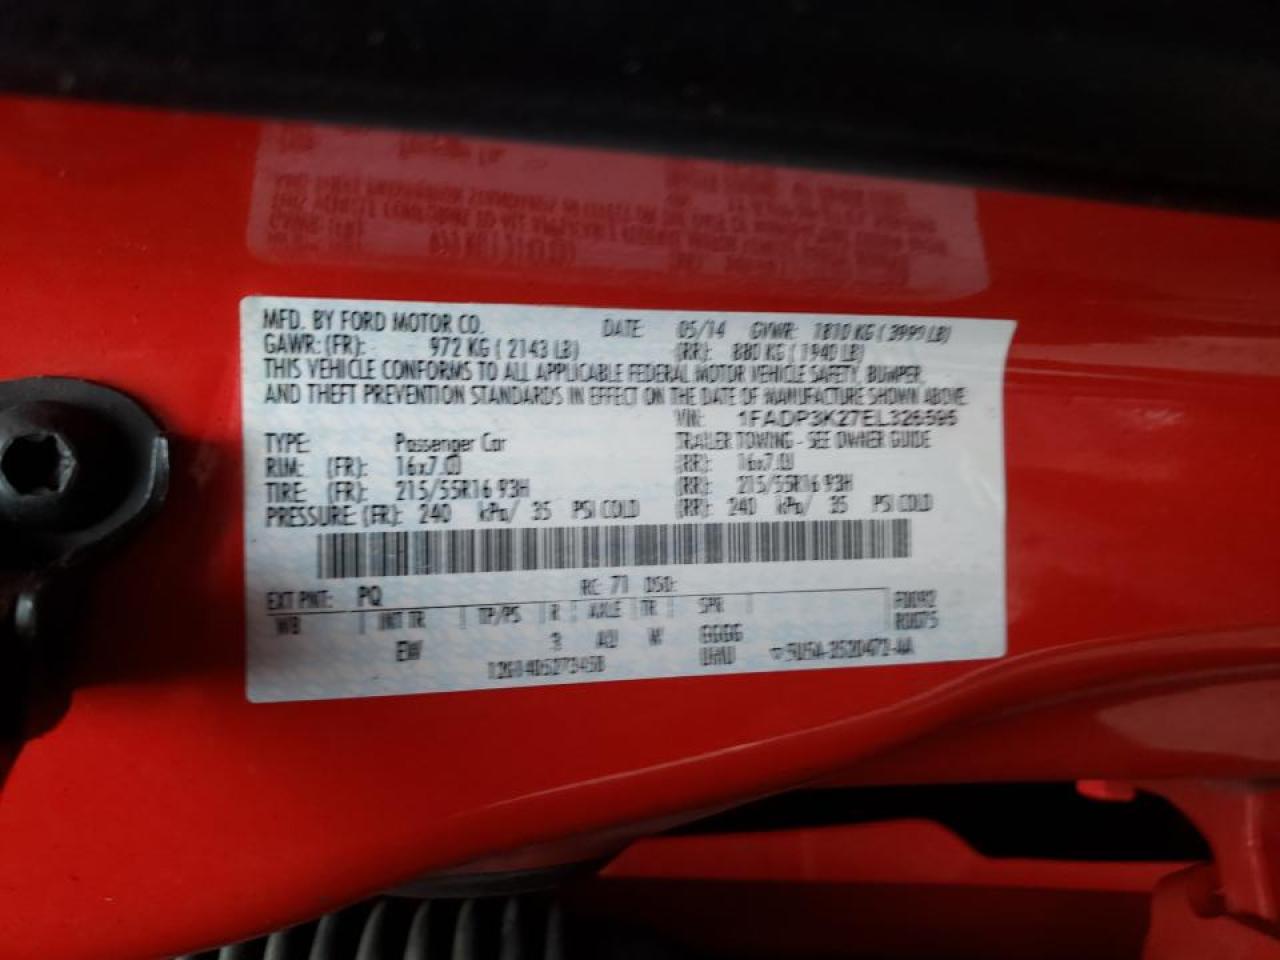 MFD. BY FORD MOTOR CO. DATE: 05/14 GVWR: 1810 KG ( 3990 LB)
GAWR: (FR): 972 KG ( 2143 LB) (RR): 880 KG ( 1940 LB)
THIS VEHICLE CONFORMS TO ALL APPLICABLE FEDERAL MOTOR VEHICLE SAFETY, BUMPER,
AND THEFT PREVENTION STANDARDS IN EFFECT ON THE DATE OF MANUFACTURE SHOWN ABOVE.
VIN: 1FADP3K27EL326595
TYPE: Passenger Car TRAILER TOWING - SEE OWNER GUIDE
RIM: (FR): 16x7.0J (RR): 16x7.0J
TIRE: (FR): 215/55R16 93H (RR): 215/55R16 93H
PRESSURE: (FR): 240 kPa/ 35 PSI COLD (RR): 240 kPa/ 35 PSI COLD
EXT PNT: PQ RC: 71 DSO:
WB INT TR TP/PS R AXLE TR SPR F0092
R0075
EW 3 W GGGG
UHU